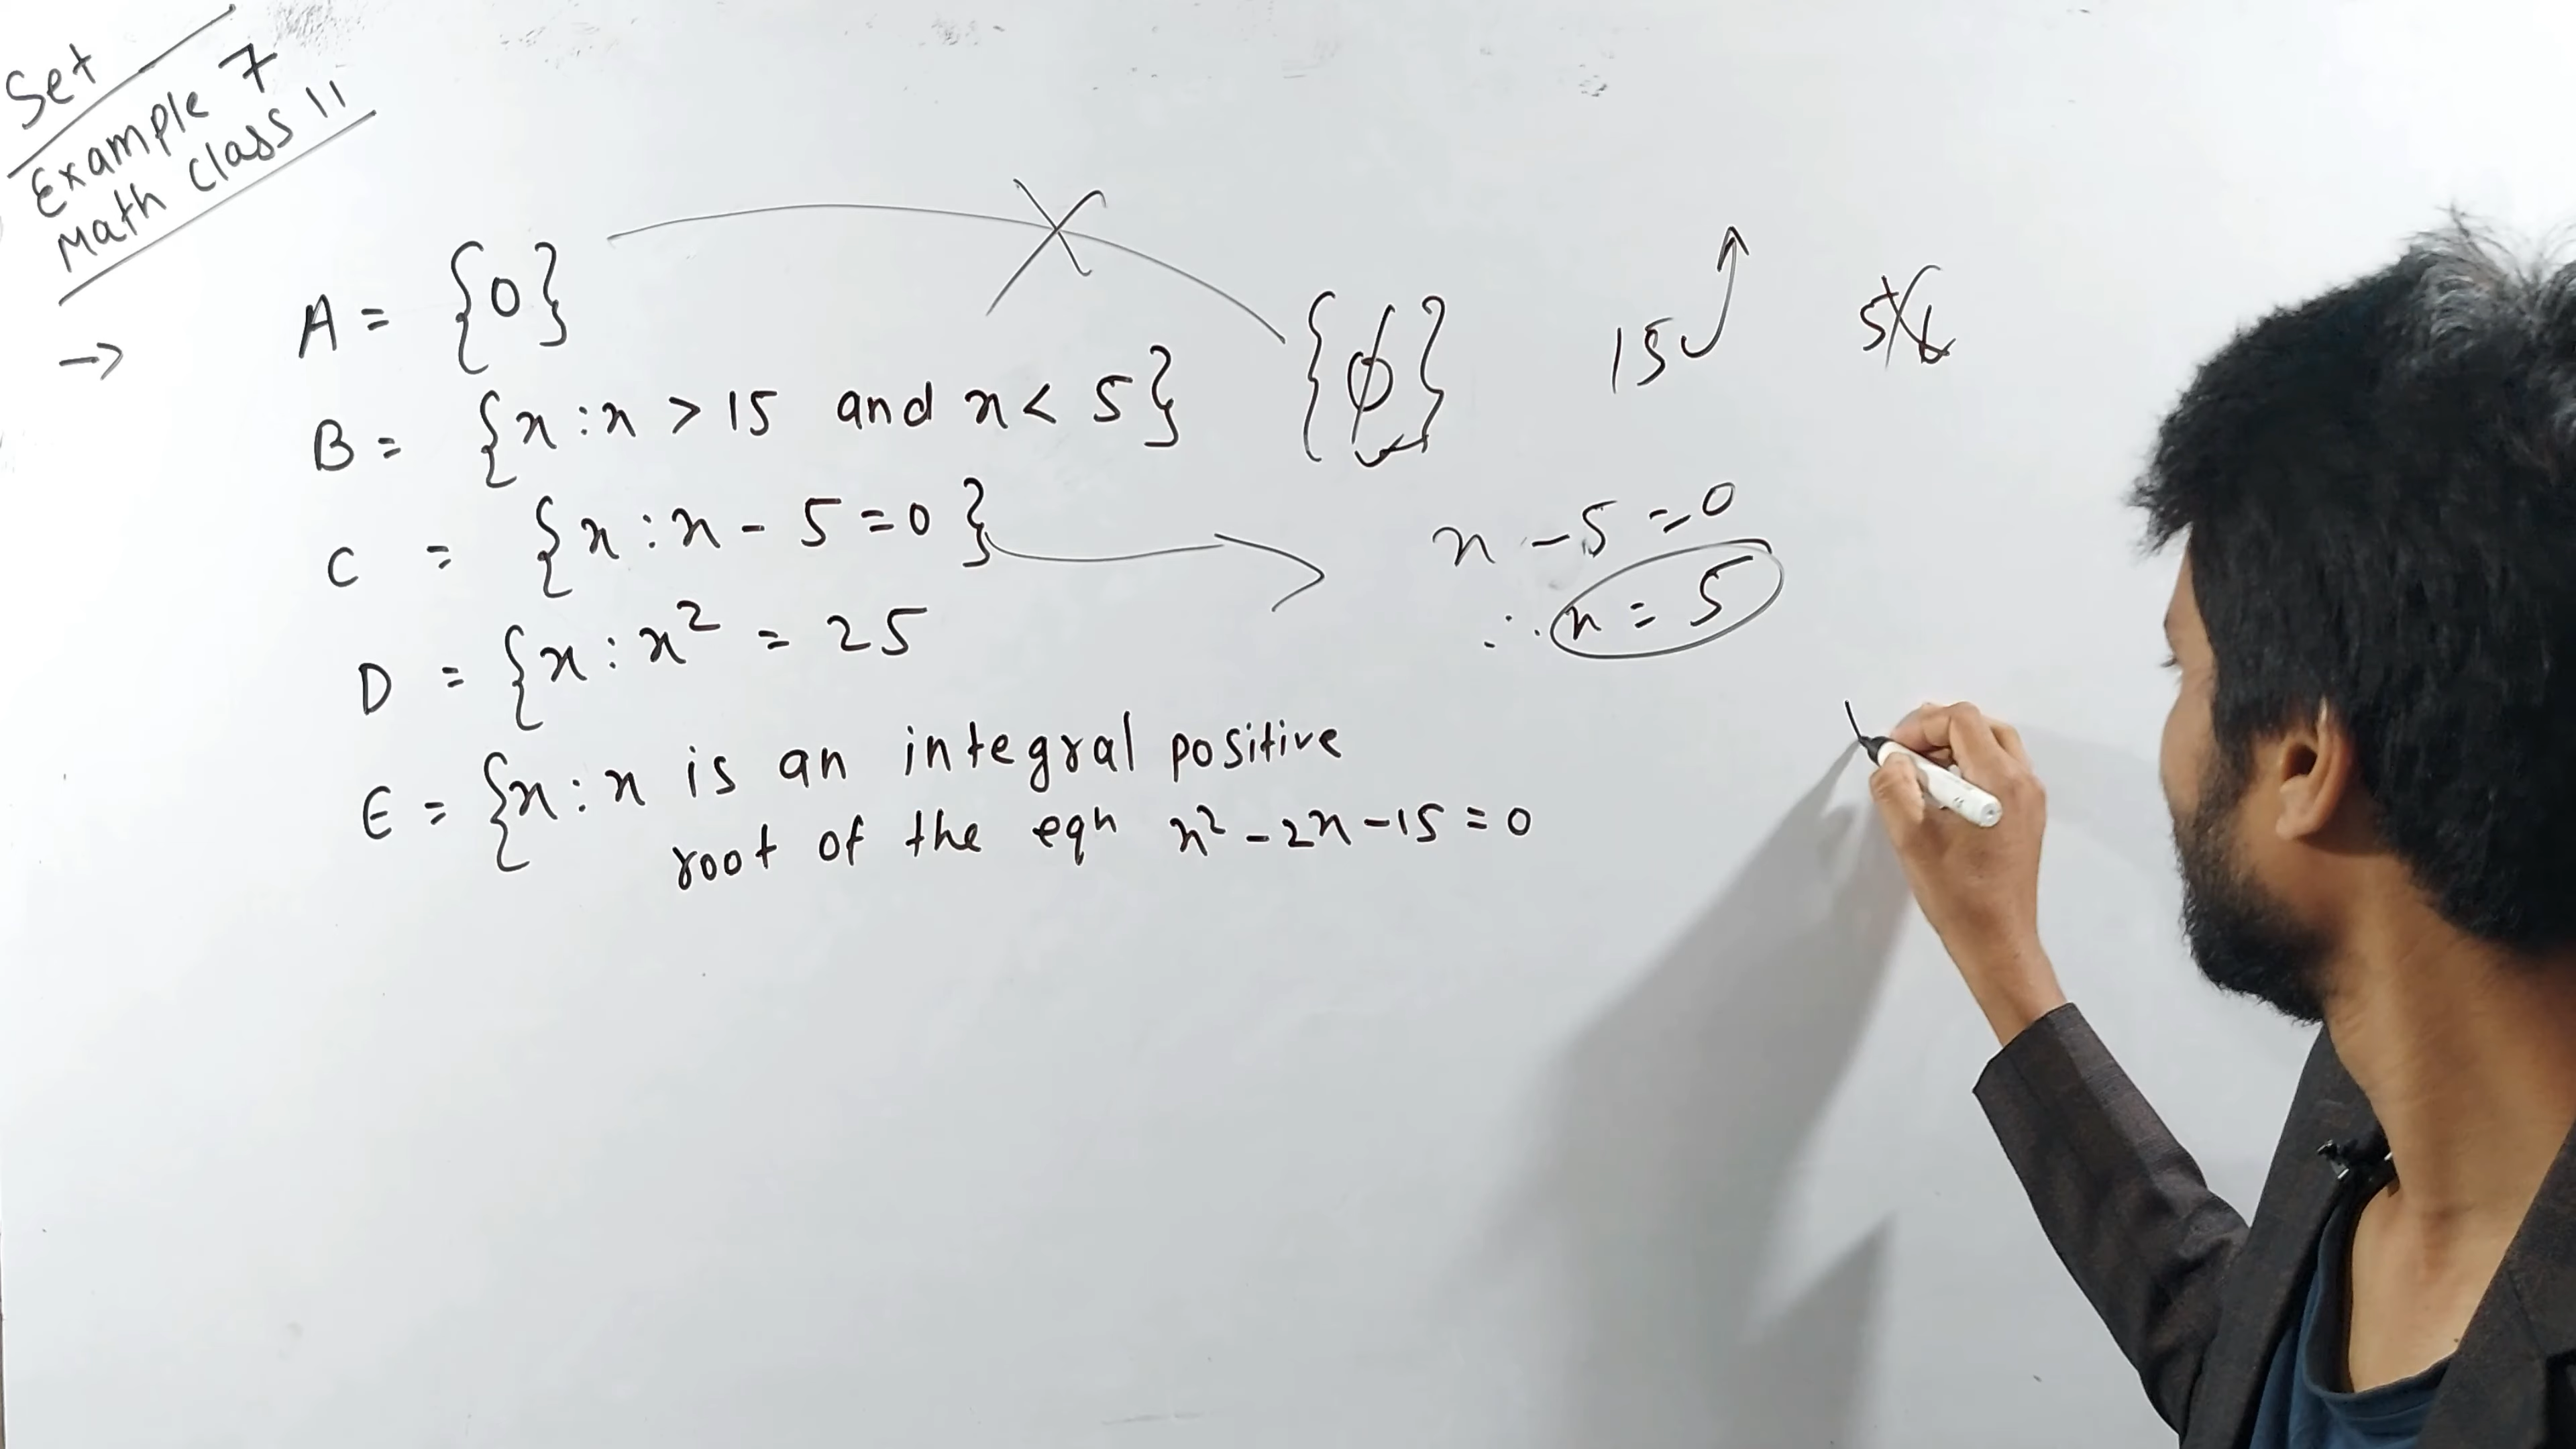 Set
Example 7
Math Class 11
→ A = {0}
B = {x : x > 15 and x < 5}
{ϕ}
15
C = {x : x - 5 = 0}
x - 5 = 0
∴ x = 5
D = {x : x² = 25
E = {x : x is an integral positive
root of the eqn x² - 2x - 15 = 0